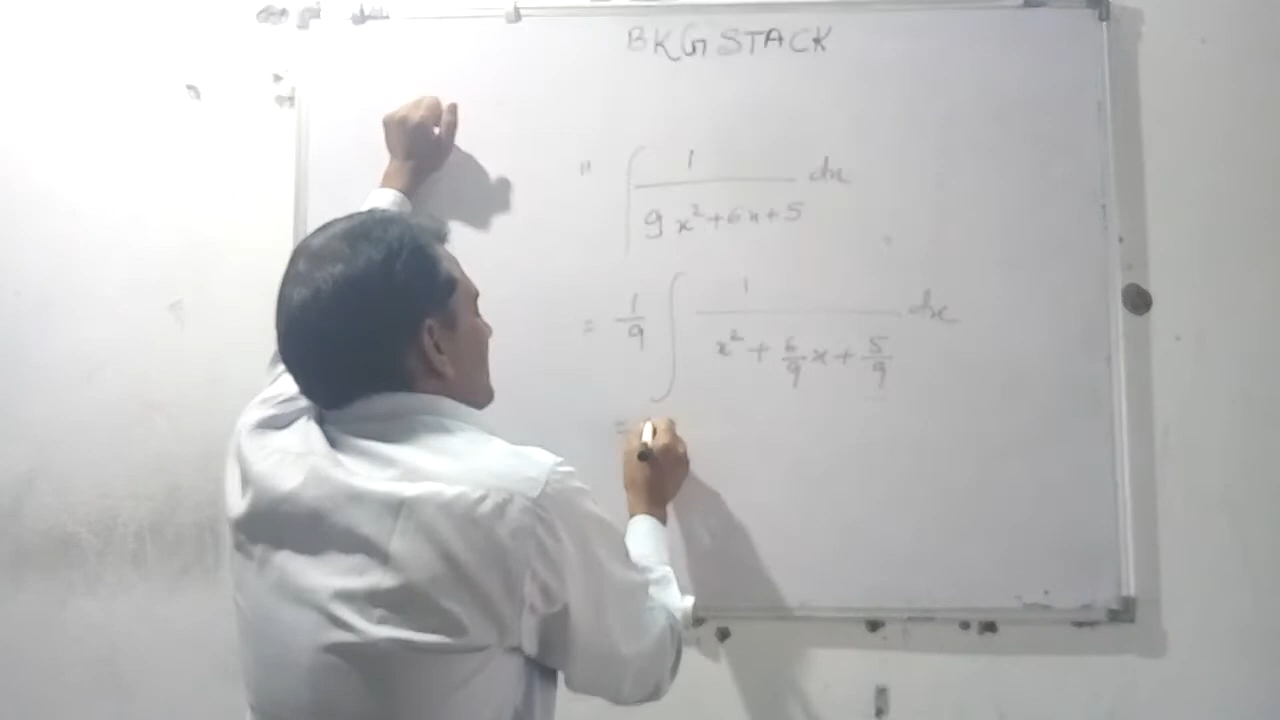 BKG STACK
" ∫ 1 / (9x² + 6x + 5) dx
= 1/9 ∫ 1 / (x² + 6/9 x + 5/9) dx
=